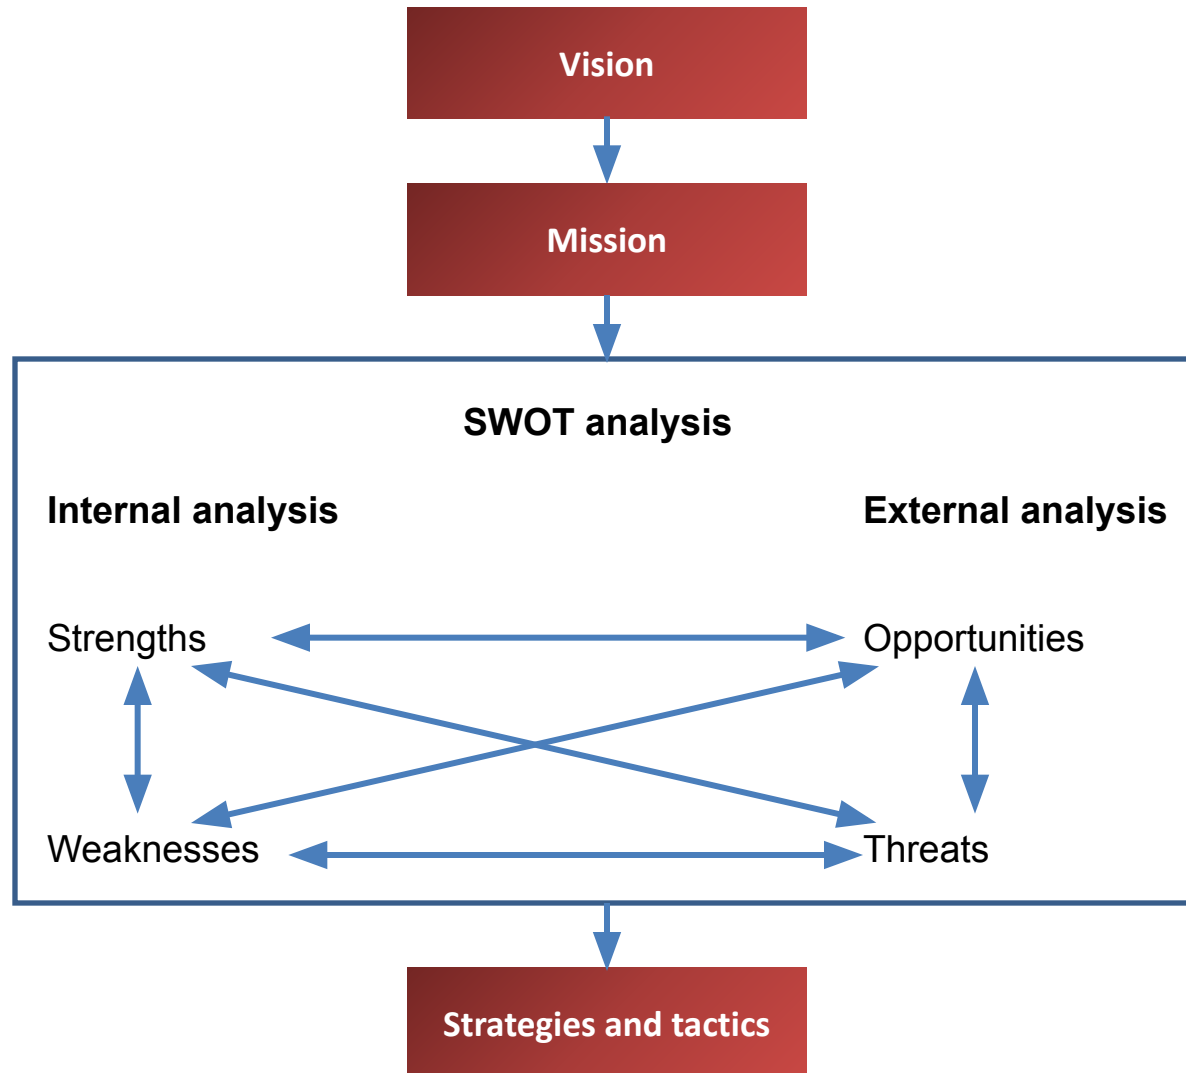 Vision
Mission
SWOT analysis
Internal analysis
External analysis
Strengths
Opportunities
Weaknesses
Threats
Strategies and tactics